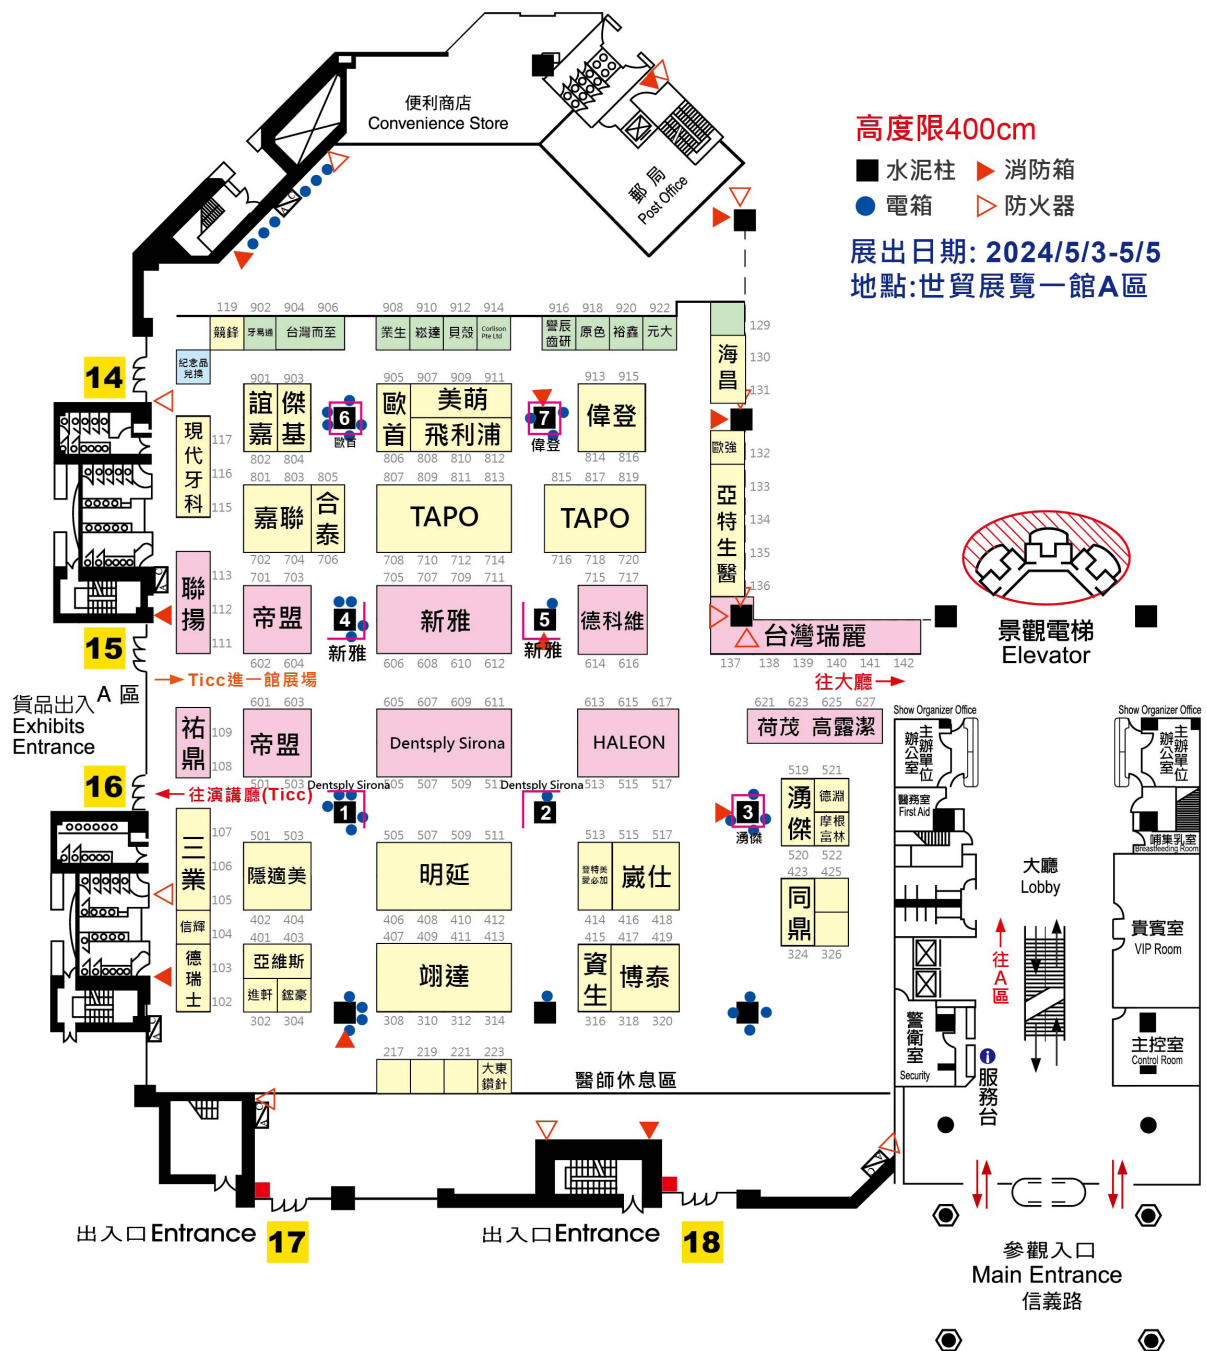 便利商店
Convenience Store
郵局
Post Office
高度限400cm
水泥柱
消防箱
電箱
防火器
展出日期: 2024/5/3-5/5
地點:世貿展覽一館A區
119 902 904 906 908 910 912 914 916 918 920 922
競鋒
牙易通
台灣而至
業生
崧達
貝殼
Corlison Pte Ltd
譽辰齒研
原色
裕鑫
元大
129
紀念品兌換
海昌
130
131
14
901 903 905 907 909 911 913 915
誼嘉
傑基
6
歐首
歐首
美萌
飛利浦
7
偉登
偉登
802 804 806 808 810 812 814 816
現代牙科
117
116
115
歐強
132
801 803 805 807 809 811 813 815 817 819
嘉聯
合泰
TAPO
TAPO
亞特生醫
133
134
135
136
702 704 706 708 710 712 714 716 718 720
聯揚
113
112
111
701 703 705 707 709 711 715 717
帝盟
4
新雅
新雅
5
新雅
德科維
台灣瑞麗
602 604 606 608 610 612 614 616
137 138 139 140 141 142
景觀電梯
Elevator
15
Ticc進一館展場
往大廳
A 區
貨品出入
Exhibits
Entrance
601 603 605 607 609 611 613 615 617 621 623 625 627
祐鼎
109
108
帝盟
Dentsply Sirona
HALEON
荷茂
高露潔
501 503 505 507 509 511 513 515 517
16
往演講廳(Ticc)
Dentsply Sirona
1
Dentsply Sirona
2
3
湧傑
519 521
湧傑
德淵
摩根富林
520 522
三業
107
106
105
501 503 505 507 509 511 513 515 517
隱適美
明延
登特美愛必加
崴仕
402 404 406 408 410 412 414 416 418
423 425
同鼎
324 326
信輝
104
德瑞士
103
102
401 403 407 409 411 413 415 417 419
亞維斯
進軒
鋐豪
翊達
資生
博泰
302 304 308 310 312 314 316 318 320
217 219 221 223
大東鑽針
醫師休息區
Show Organizer Office
主辦單位辦公室
Show Organizer Office
主辦單位辦公室
醫務室
First Aid
哺集乳室
Breastfeeding Room
大廳
Lobby
貴賓室
VIP Room
往A區
警衛室
Security
主控室
Control Room
i
服務台
出入口Entrance
17
出入口Entrance
18
參觀入口
Main Entrance
信義路